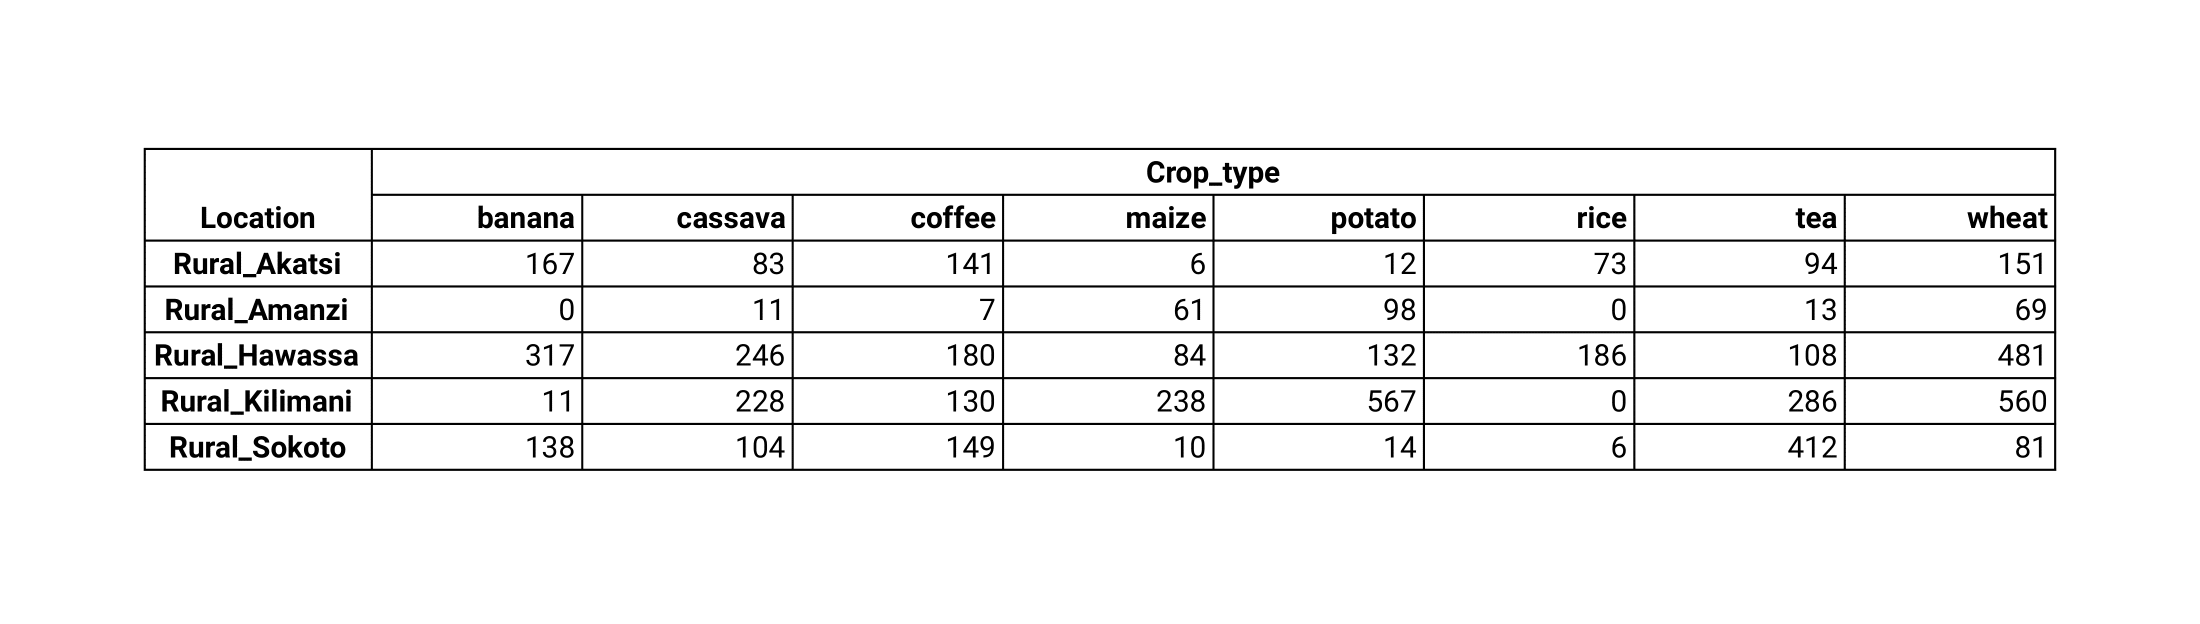 Crop_type
Location banana cassava coffee maize potato rice tea wheat
Rural_Akatsi 167 83 141 6 12 73 94 151
Rural_Amanzi 0 11 7 61 98 0 13 69
Rural_Hawassa 317 246 180 84 132 186 108 481
Rural_Kilimani 11 228 130 238 567 0 286 560
Rural_Sokoto 138 104 149 10 14 6 412 81